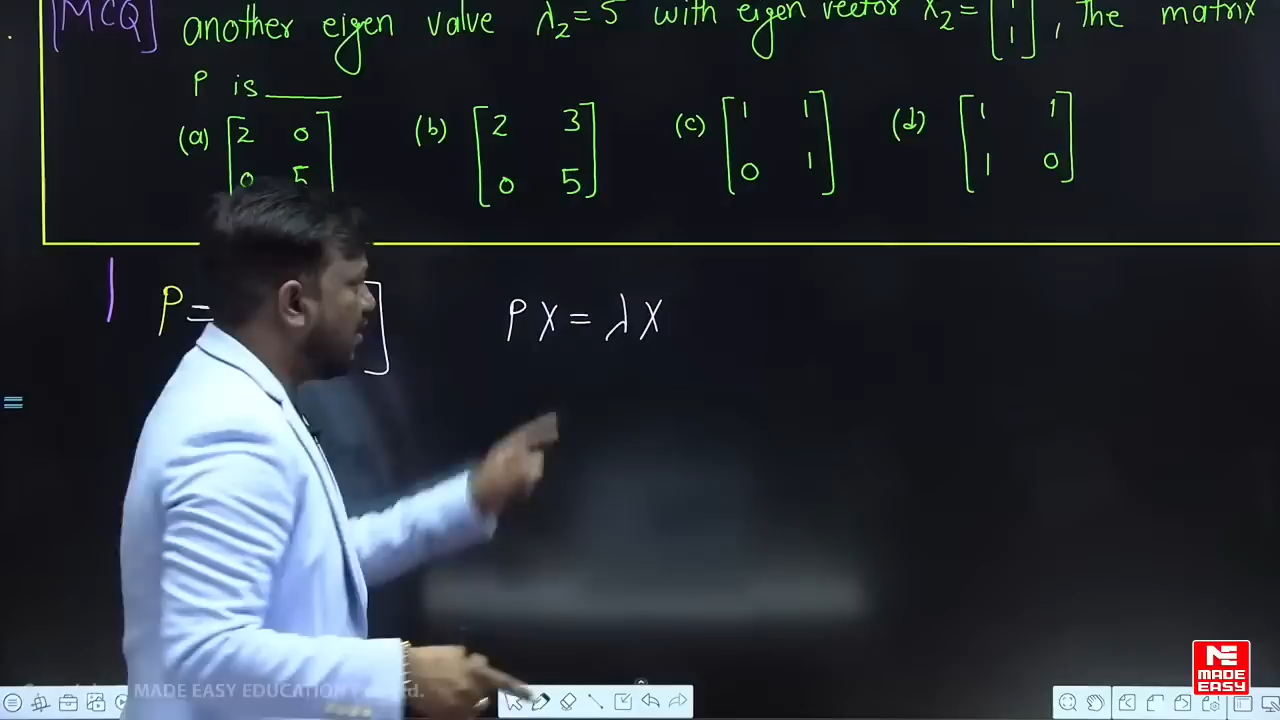 [MCQ] another eigen value λ₂=5 with eigen vector X₂= [1 1], The matrix
P is ____
(a) [2 0 0 5] (b) [2 3 0 5] (c) [1 1 0 1] (d) [1 1 1 0]
P= ]
PX = λX
MADE EASY EDUCATION
NE
MADE
EASY